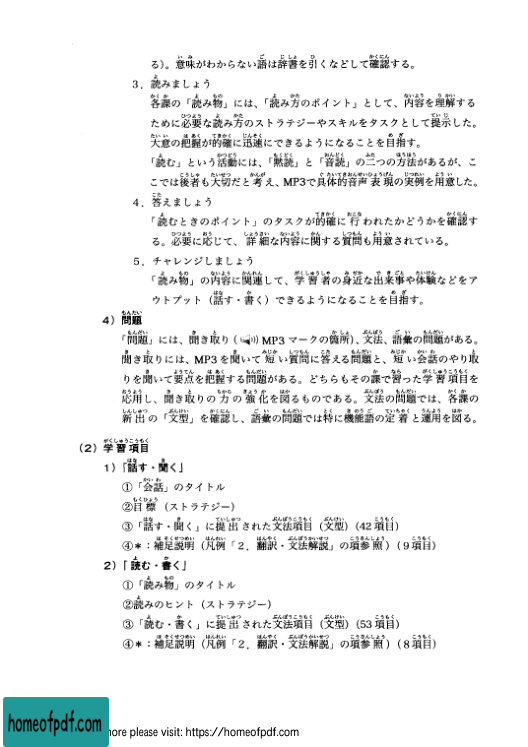 る）。意味がわからない語は辞書を引くなどして確認する。
3．読みましょう
各課の「読み物」には、「読み方のポイント」として、内容を理解する
ために必要な読み方のストラテジーやスキルをタスクとして提示した。
大意の把握が的確に迅速にできるようになることを目指す。
「読む」という活動には、「黙読」と「音読」の二つの方法があるが、こ
こでは後者も大切だと考え、MP3で具体的音声表現の実例を用意した。
4．答えましょう
「読むときのポイント」のタスクが的確に行われたかどうかを確認す
る。必要に応じて、詳細な内容に関する質問も用意されている。
5．チャレンジしましょう
「読み物」の内容に関連して、学習者の身近な出来事や体験などをア
ウトプット（話す・書く）できるようになることを目指す。
4）問題
「問題」には、聞き取り（ MP3 マークの箇所）、文法、語彙の問題がある。
聞き取りには、MP3を聞いて短い質問に答える問題と、短い会話のやり取
りを聞いて要点を把握する問題がある。どちらもその課で習った学習項目を
応用し、聞き取りの力の強化を図るものである。文法の問題では、各課の
新出の「文型」を確認し、語彙の問題では特に機能語の定着と運用を図る。
（2）学習項目
1）「話す・聞く」
①「会話」のタイトル
②目標（ストラテジー）
③「話す・聞く」に提出された文法項目（文型）(42項目）
④＊：補足説明（凡例「2．翻訳・文法解説」の項参照）(9項目）
2）「読む・書く」
①「読み物」のタイトル
②読みのヒント（ストラテジー）
③「読む・書く」に提出された文法項目（文型）(53項目）
④＊：補足説明（凡例「2．翻訳・文法解説」の項参照）(8項目）
homeofpdf.com
ore please visit: https://homeofpdf.com